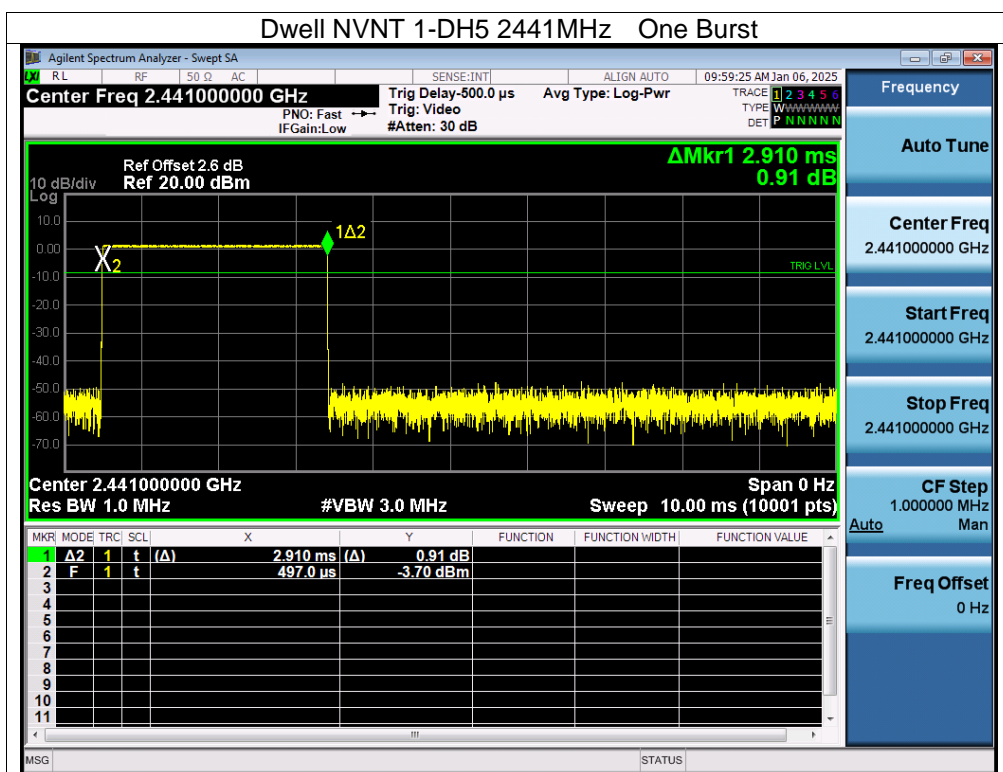 Dwell NVNT 1-DH5 2441MHz One Burst
Agilent Spectrum Analyzer - Swept SA
LXI RL RF 50 Ω AC SENSE:INT ALIGN AUTO 09:59:25 AM Jan 06, 2025
Center Freq 2.441000000 GHz
PNO: Fast
IFGain:Low
Trig Delay-500.0 µs
Trig: Video
#Atten: 30 dB
Avg Type: Log-Pwr
TRACE 1 2 3 4 5 6
TYPE WWWWWW
DET P N N N N N
ΔMkr1 2.910 ms
0.91 dB
Ref Offset 2.6 dB
10 dB/div Ref 20.00 dBm
Log
10.0
0.00
-10.0
-20.0
-30.0
-40.0
-50.0
-60.0
-70.0
1Δ2
X2
TRIG LVL
Center 2.441000000 GHz Span 0 Hz
Res BW 1.0 MHz #VBW 3.0 MHz Sweep 10.00 ms (10001 pts)
MKR MODE TRC SCL X Y FUNCTION FUNCTION WIDTH FUNCTION VALUE
1 Δ2 1 t (Δ) 2.910 ms (Δ) 0.91 dB
2 F 1 t 497.0 µs -3.70 dBm
3
4
5
6
7
8
9
10
11
MSG STATUS
Frequency
Auto Tune
Center Freq
2.441000000 GHz
Start Freq
2.441000000 GHz
Stop Freq
2.441000000 GHz
CF Step
1.000000 MHz
Auto Man
Freq Offset
0 Hz